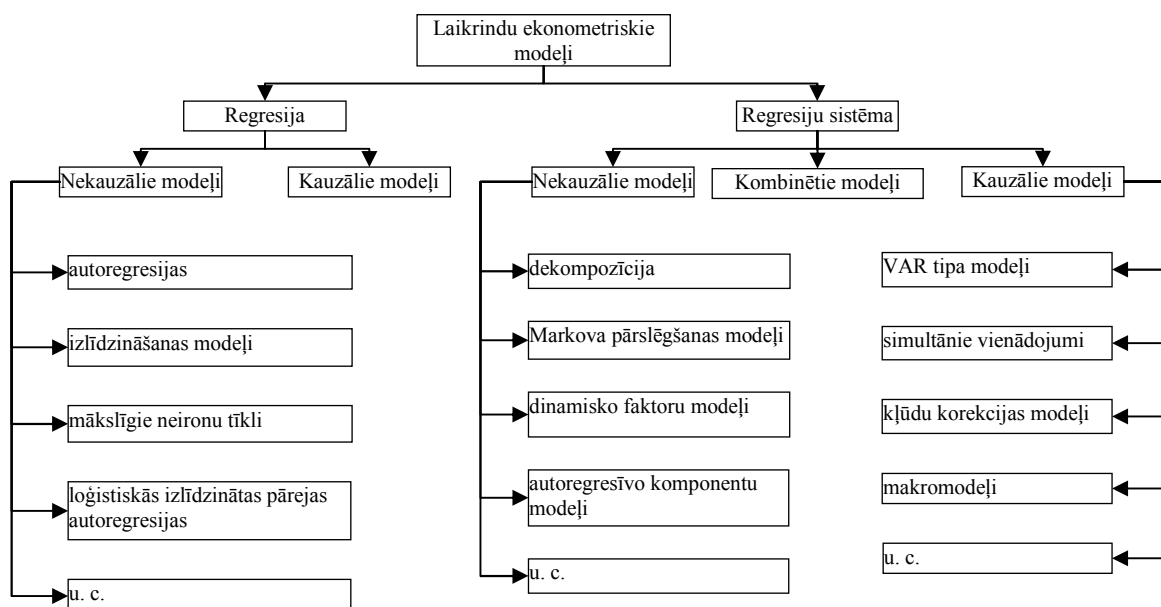 Laikrindu ekonometriskie
modeļi
Regresija
Regresiju sistēma
Nekauzālie modeļi
Kauzālie modeļi
Nekauzālie modeļi
Kombinētie modeļi
Kauzālie modeļi
autoregresijas
izlīdzināšanas modeļi
mākslīgie neironu tīkli
loģistiskās izlīdzinātas pārejas
autoregresijas
u. c.
dekompozīcija
Markova pārslēgšanas modeļi
dinamisko faktoru modeļi
autoregresīvo komponentu
modeļi
u. c.
VAR tipa modeļi
simultānie vienādojumi
kļūdu korekcijas modeļi
makromodeļi
u. c.